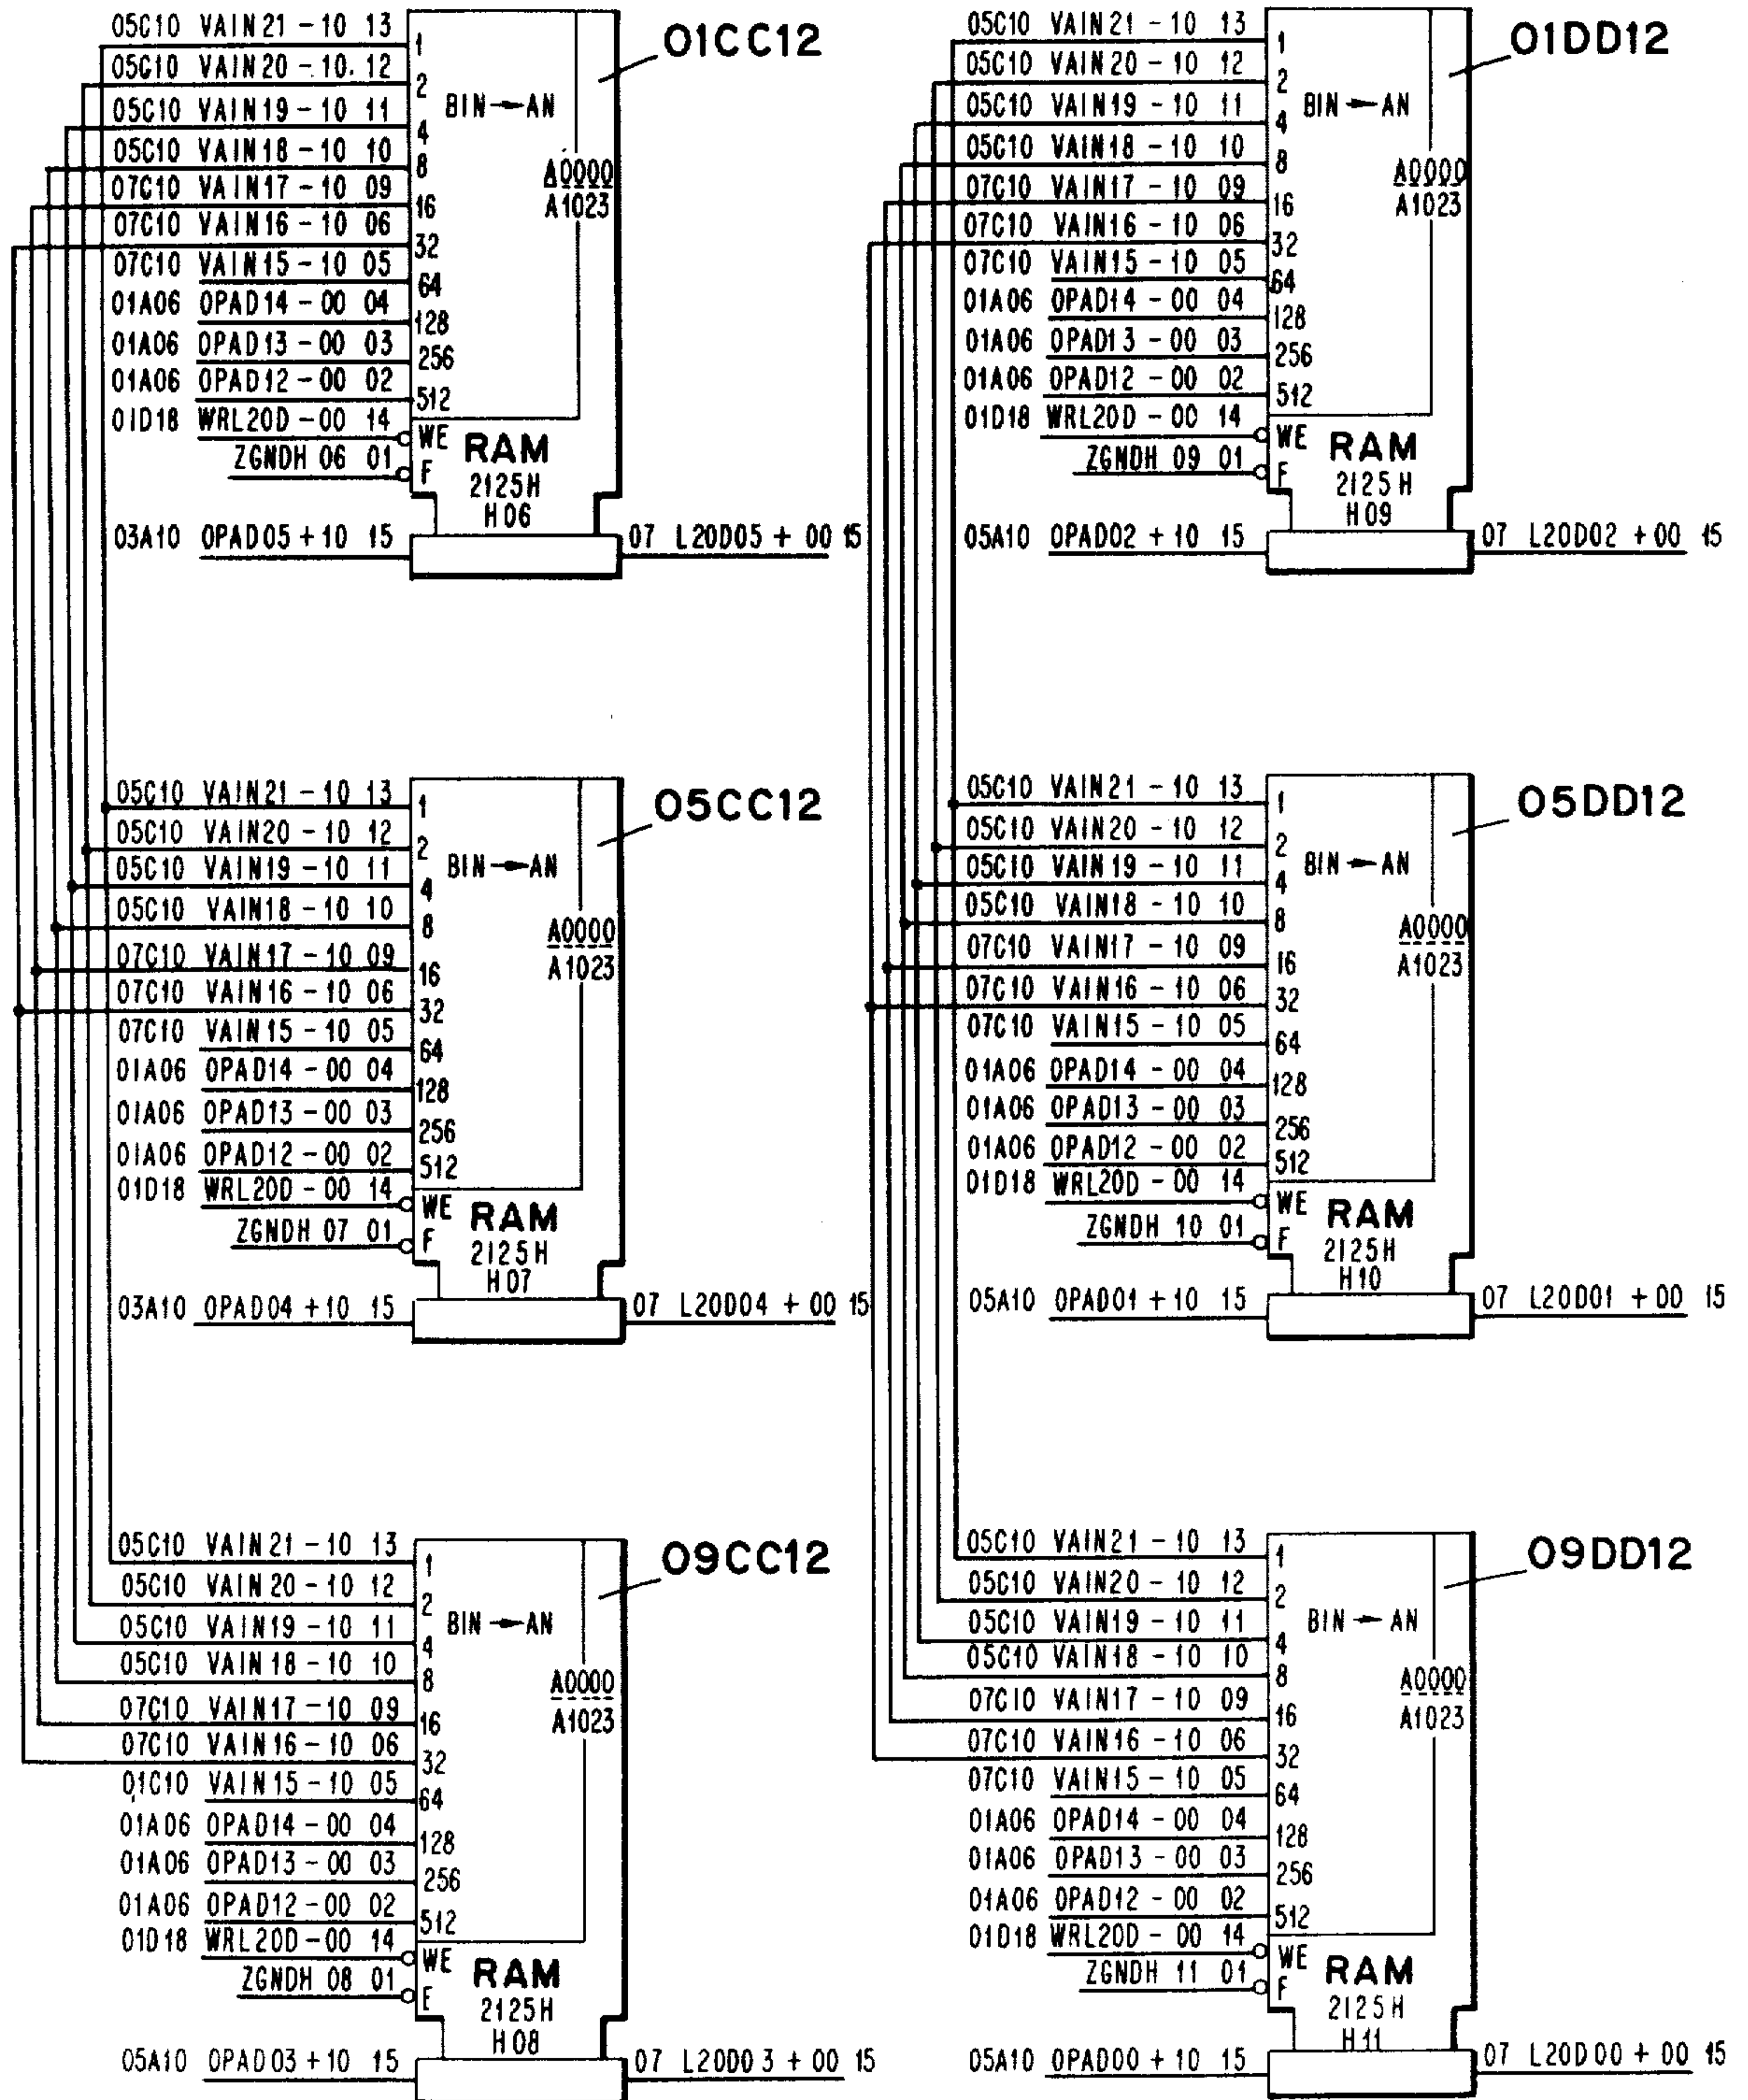 05C10 VAIN21-10 13
1
01CC12
05C10 VAIN20-10. 12
2
BIN→AN
05C10 VAIN19-10 11
4
05C10 VAIN18-10 10
8
A0000
A1023
07C10 VAIN17-10 09
16
07C10 VAIN16-10 06
32
07C10 VAIN15-10 05
64
01A06 OPAD14-00 04
128
01A06 OPAD13-00 03
256
01A06 OPAD12-00 02
512
01D18 WRL20D-00 14
WE
RAM
ZGNDH 06 01
F
2125H
H06
03A10 OPAD05+10 15
07 L20D05+00 15
05C10 VAIN21-10 13
1
01DD12
05C10 VAIN20-10 12
2
BIN→AN
05C10 VAIN19-10 11
4
05C10 VAIN18-10 10
8
A0000
A1023
07C10 VAIN17-10 09
16
07C10 VAIN16-10 06
32
07C10 VAIN15-10 05
64
01A06 OPAD14-00 04
128
01A06 OPAD13-00 03
256
01A06 OPAD12-00 02
512
01D18 WRL20D-00 14
WE
RAM
ZGNDH 09 01
F
2125H
H09
05A10 OPAD02+10 15
07 L20D02+00 15
05C10 VAIN21-10 13
1
05CC12
05C10 VAIN20-10 12
2
BIN→AN
05C10 VAIN19-10 11
4
05C10 VAIN18-10 10
8
A0000
A1023
07C10 VAIN17-10 09
16
07C10 VAIN16-10 06
32
07C10 VAIN15-10 05
64
01A06 OPAD14-00 04
128
01A06 OPAD13-00 03
256
01A06 OPAD12-00 02
512
01D18 WRL20D-00 14
WE
RAM
ZGNDH 07 01
F
2125H
H07
03A10 OPAD04+10 15
07 L20D04+00 15
05C10 VAIN21-10 13
1
05DD12
05C10 VAIN20-10 12
2
BIN→AN
05C10 VAIN19-10 11
4
05C10 VAIN18-10 10
8
A0000
A1023
07C10 VAIN17-10 09
16
07C10 VAIN16-10 06
32
07C10 VAIN15-10 05
64
01A06 OPAD14-00 04
128
01A06 OPAD13-00 03
256
01A06 OPAD12-00 02
512
01D18 WRL20D-00 14
WE
RAM
ZGNDH 10 01
F
2125H
H10
05A10 OPAD01+10 15
07 L20D01+00 15
05C10 VAIN21-10 13
1
09CC12
05C10 VAIN20-10 12
2
BIN→AN
05C10 VAIN19-10 11
4
05C10 VAIN18-10 10
8
A0000
A1023
07C10 VAIN17-10 09
16
07C10 VAIN16-10 06
32
01C10 VAIN15-10 05
64
01A06 OPAD14-00 04
128
01A06 OPAD13-00 03
256
01A06 OPAD12-00 02
512
01D18 WRL20D-00 14
WE
RAM
ZGNDH 08 01
E
2125H
H08
05A10 OPAD03+10 15
07 L20D03+00 15
05C10 VAIN21-10 13
1
09DD12
05C10 VAIN20-10 12
2
BIN→AN
05C10 VAIN19-10 11
4
05C10 VAIN18-10 10
8
A0000
A1023
07C10 VAIN17-10 09
16
07C10 VAIN16-10 06
32
07C10 VAIN15-10 05
64
01A06 OPAD14-00 04
128
01A06 OPAD13-00 03
256
01A06 OPAD12-00 02
512
01D18 WRL20D-00 14
WE
RAM
ZGNDH 11 01
F
2125H
H11
05A10 OPAD00+10 15
07 L20D00+00 15